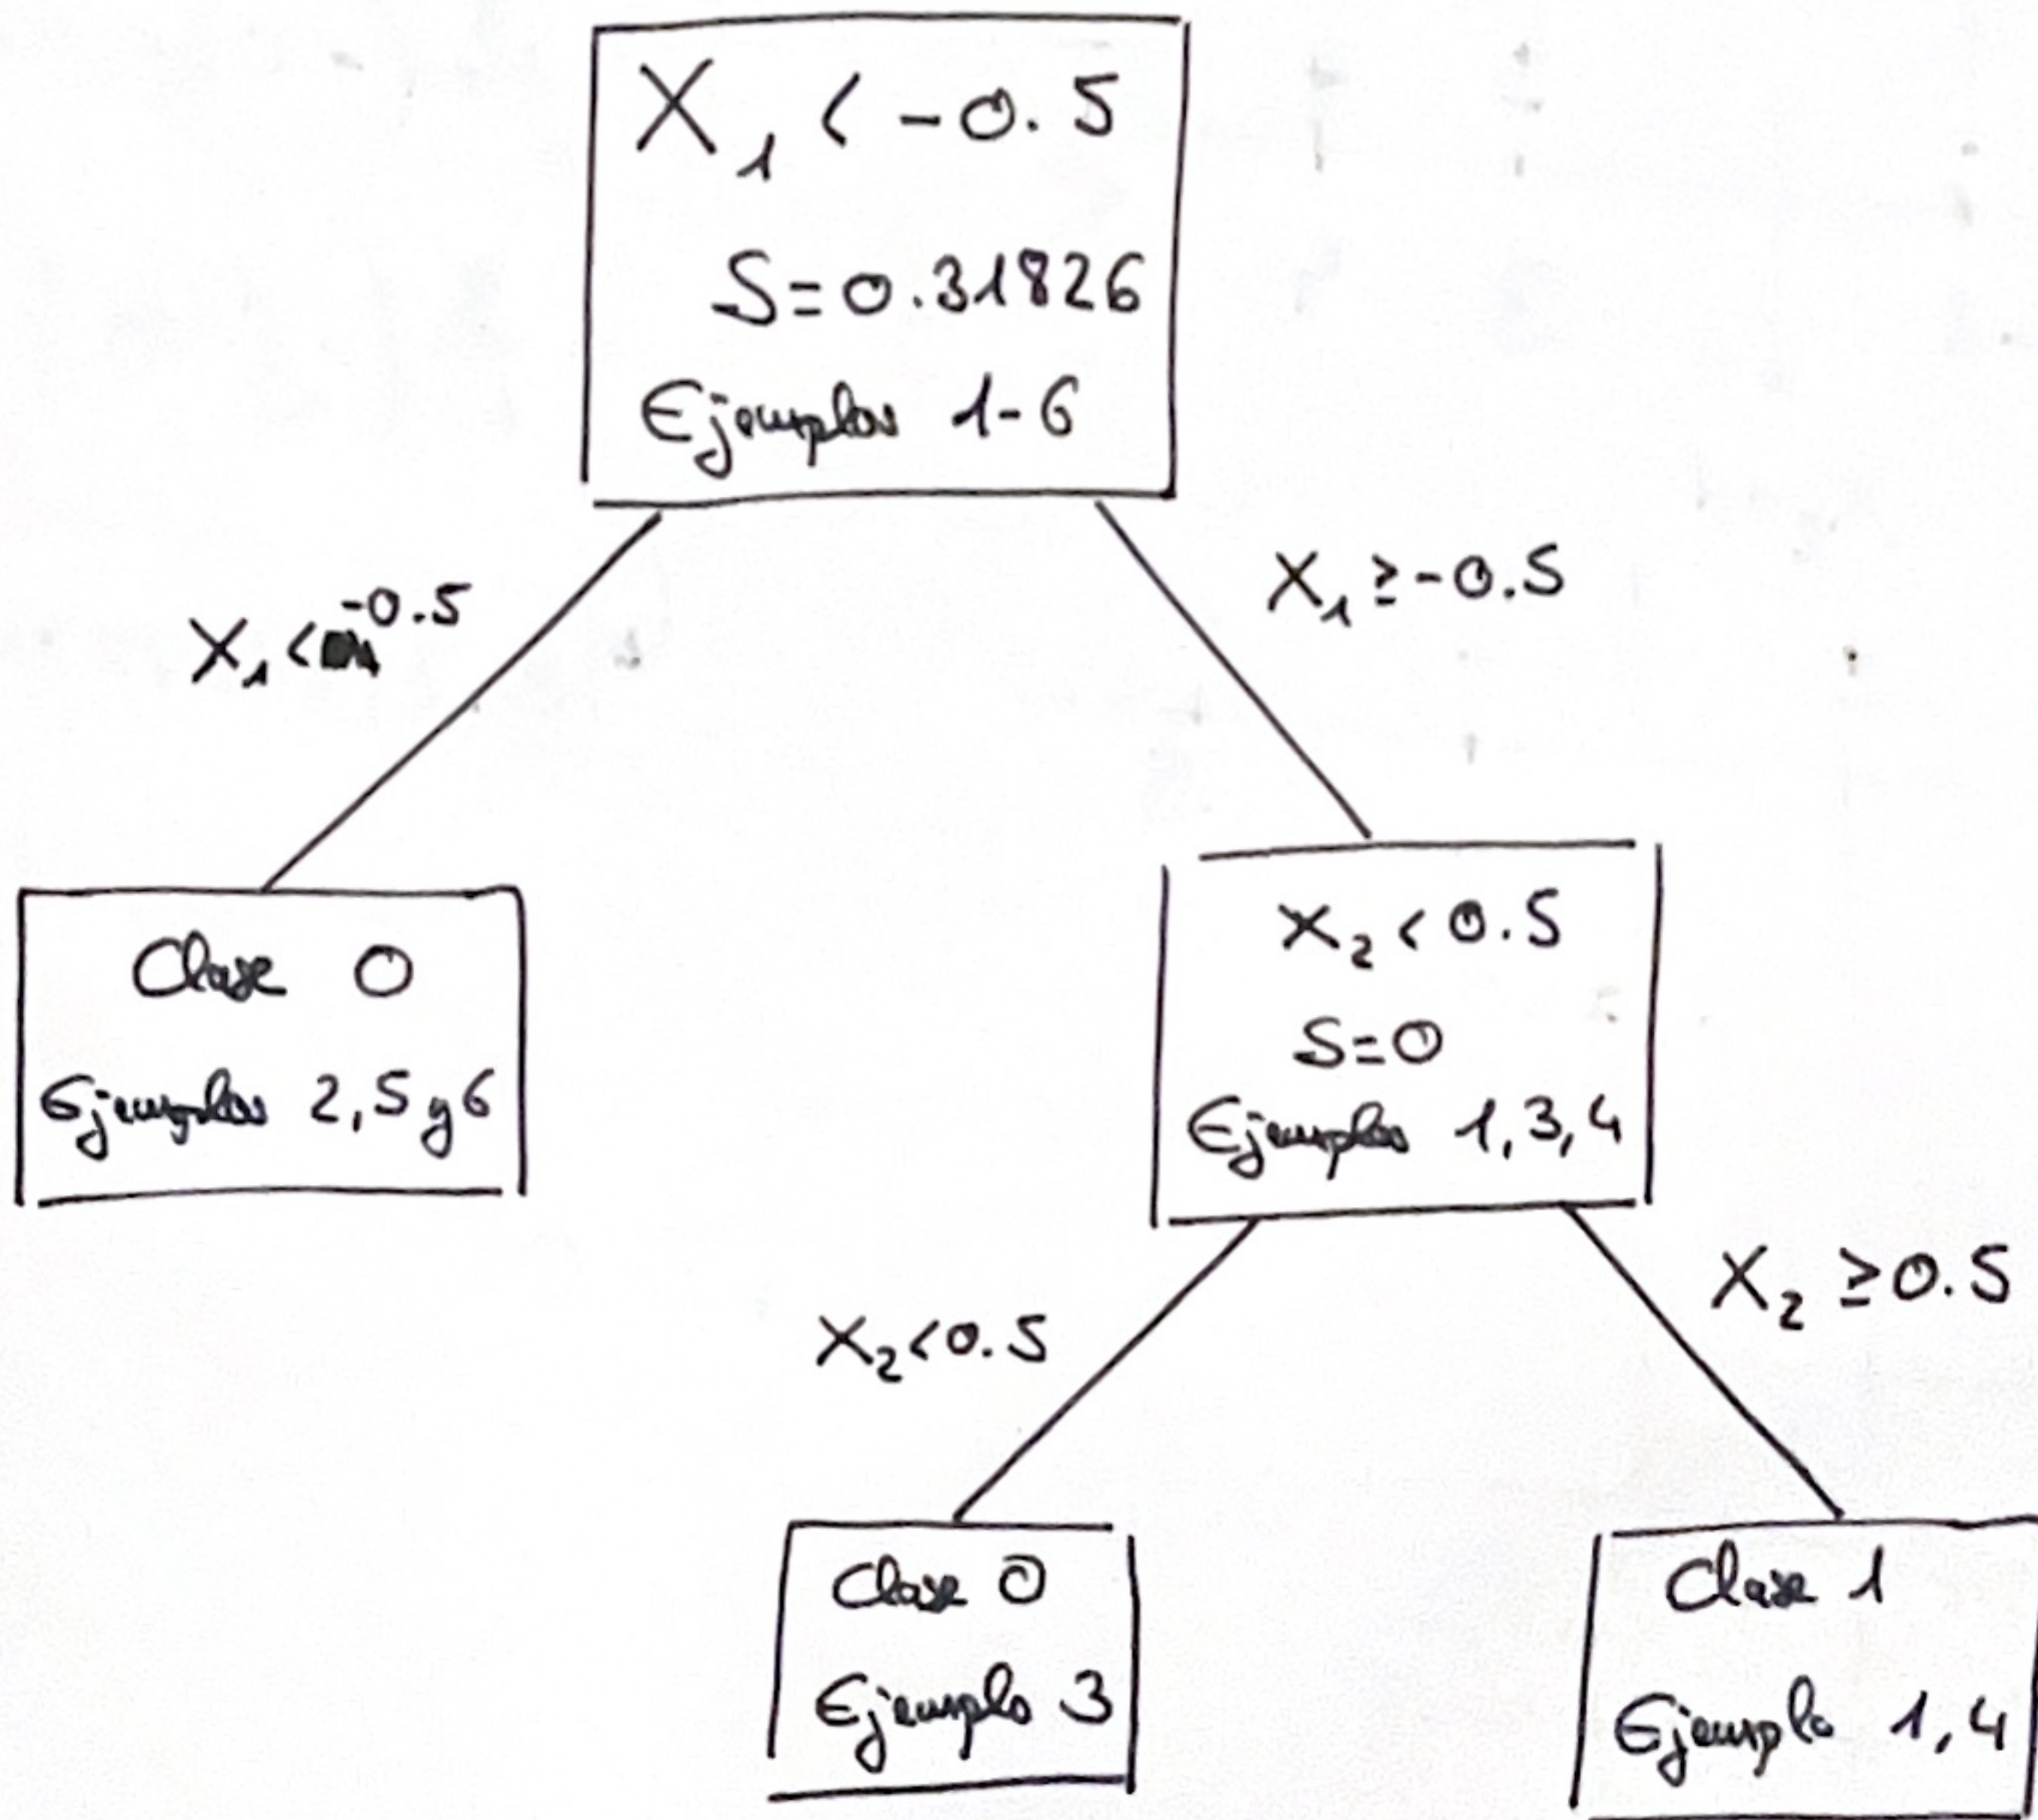 X₁ < -0.5
S=0.31826
Ejemplos 1-6
X₁ < -0.5
X₁ ≥ -0.5
Clase 0
Ejemplos 2,5 y 6
X₂ < 0.5
S=0
Ejemplos 1,3,4
X₂ < 0.5
X₂ ≥ 0.5
Clase 0
Ejemplo 3
Clase 1
Ejemplo 1,4